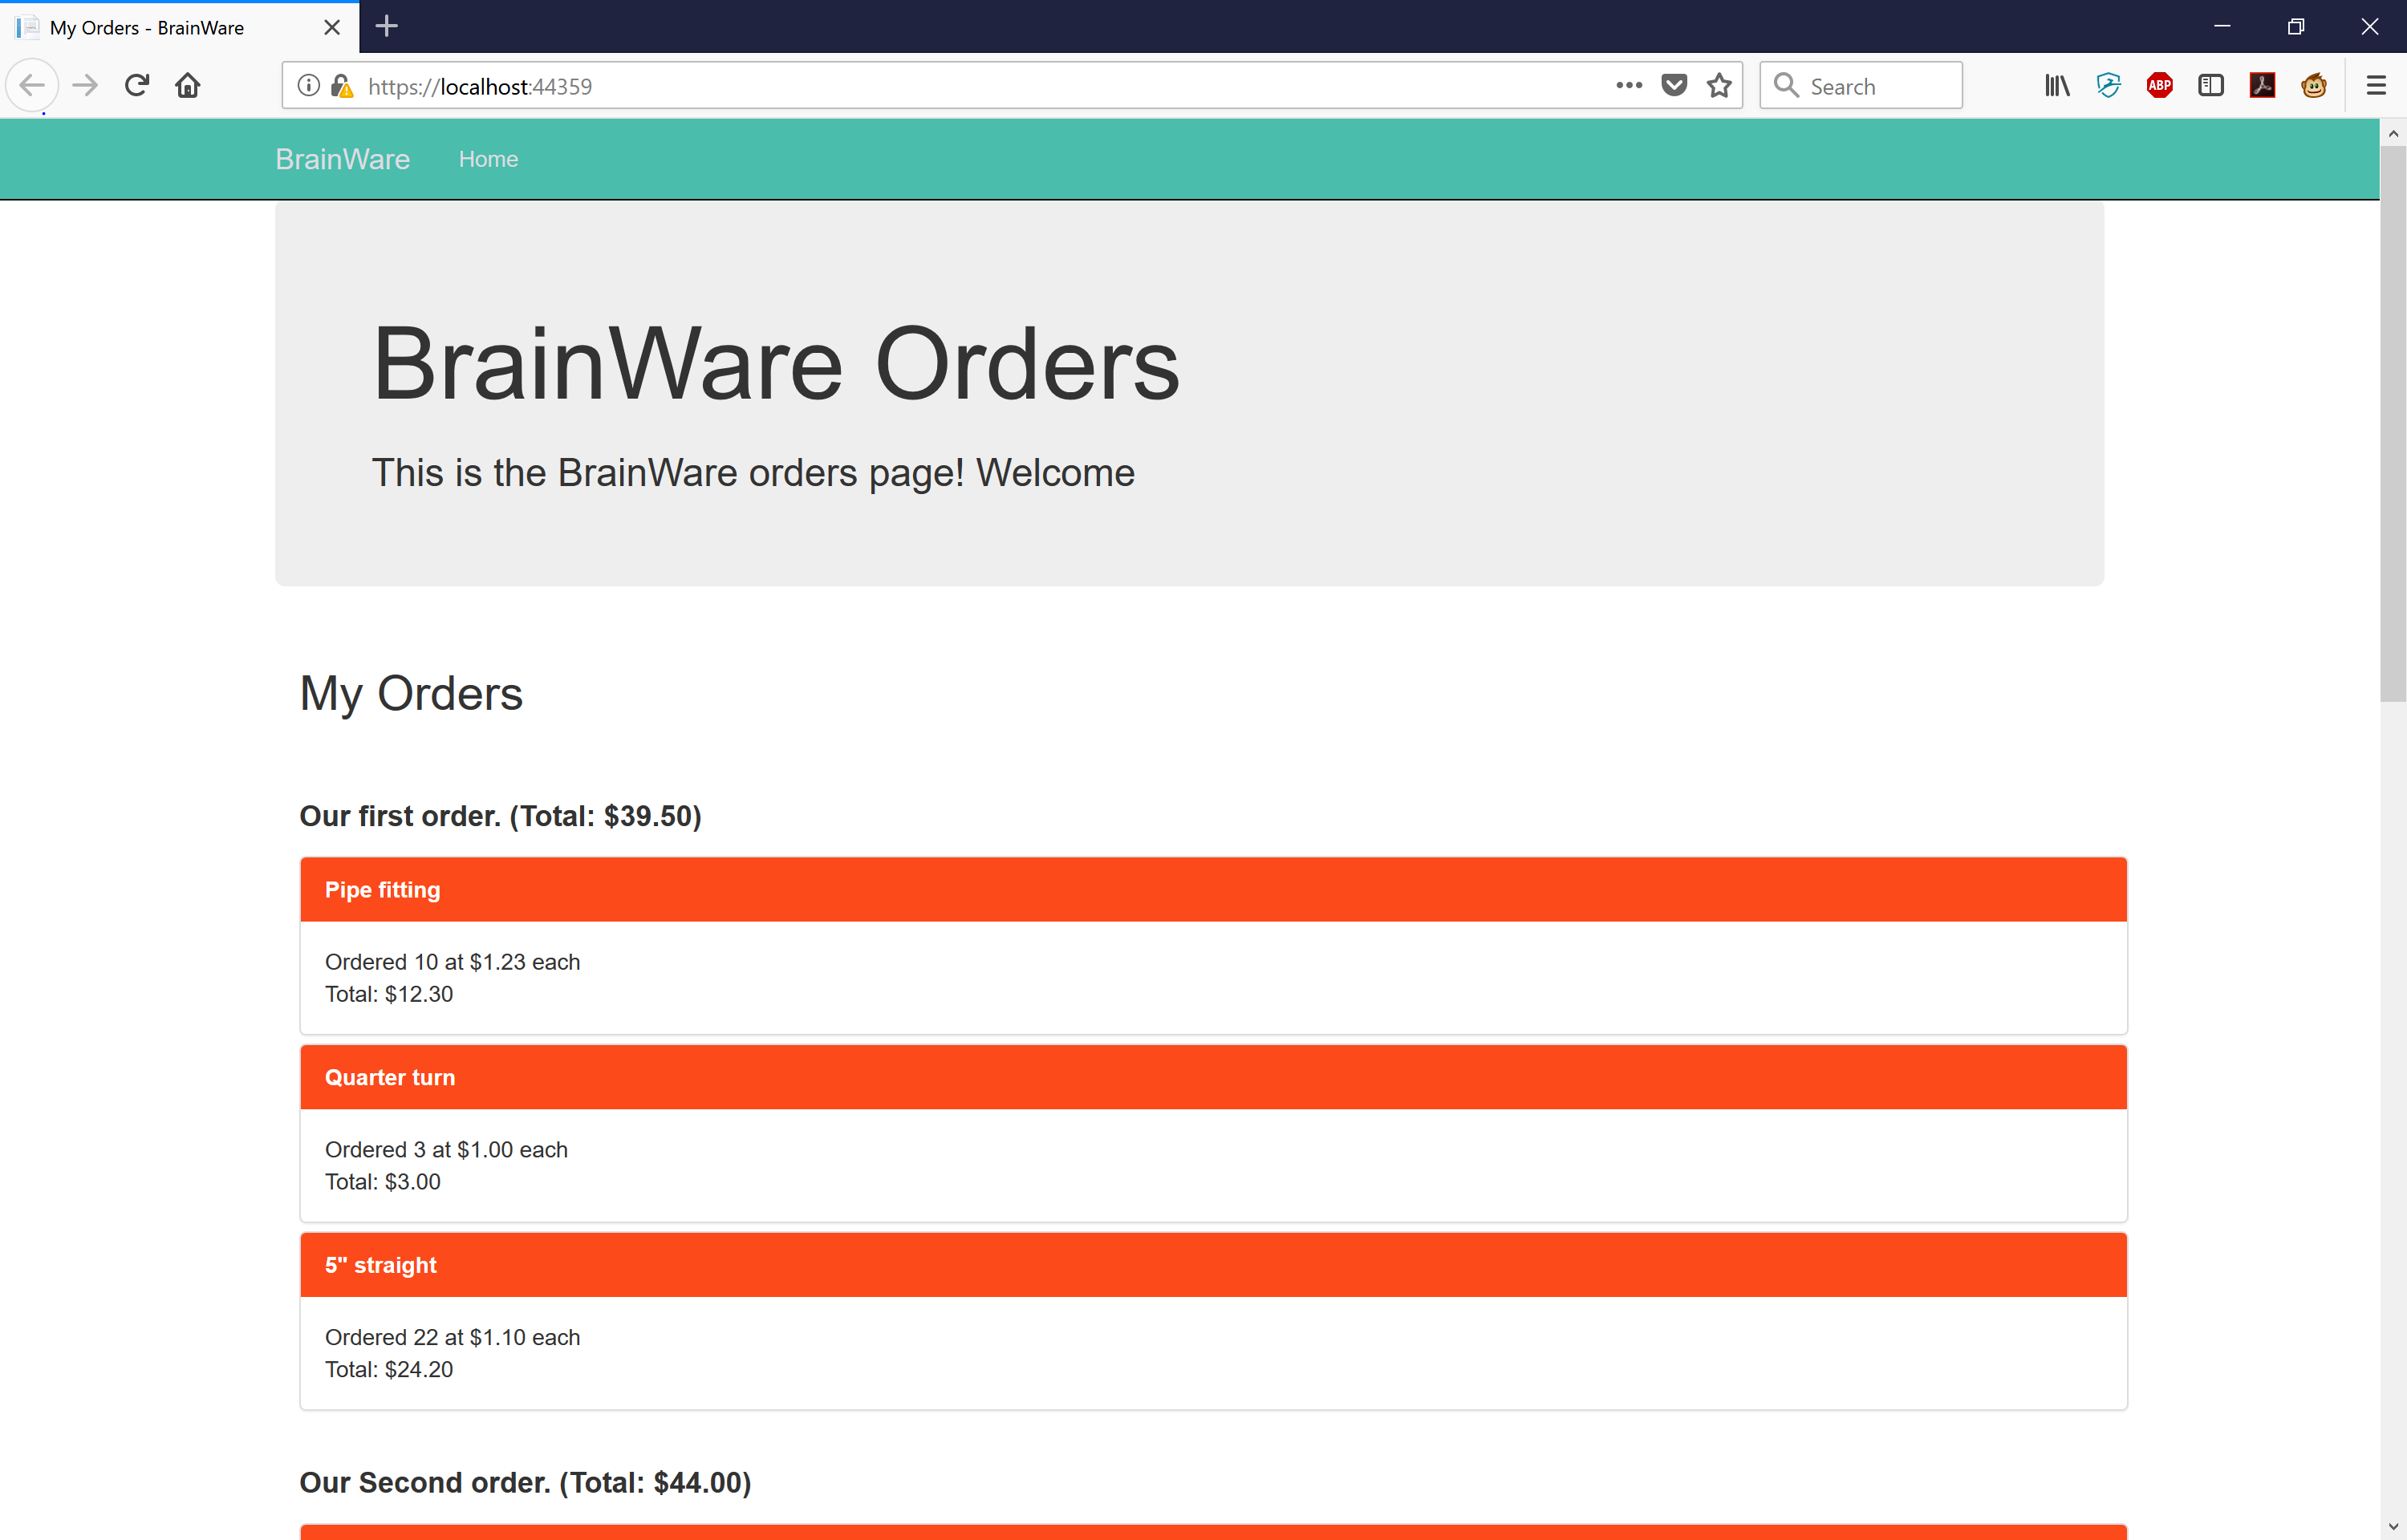 My Orders - BrainWare
https://localhost:44359
Search
ABP
BrainWare
Home
BrainWare Orders
This is the BrainWare orders page! Welcome
My Orders
Our first order. (Total: $39.50)
Pipe fitting
Ordered 10 at $1.23 each
Total: $12.30
Quarter turn
Ordered 3 at $1.00 each
Total: $3.00
5" straight
Ordered 22 at $1.10 each
Total: $24.20
Our Second order. (Total: $44.00)